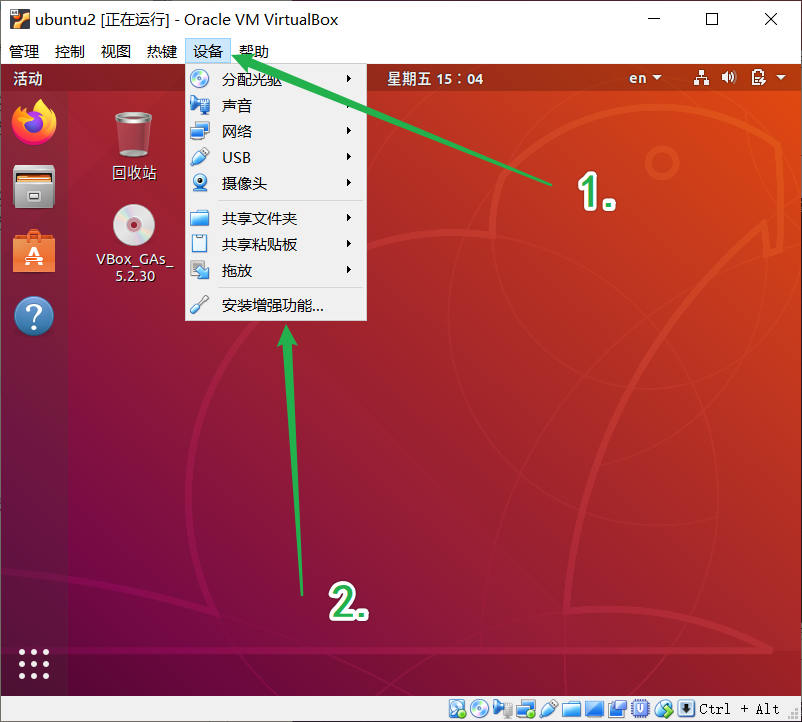 ubuntu2 [正在运行] - Oracle VM VirtualBox
管理 控制 视图 热键 设备 帮助
活动 星期五 15：04 en
分配光驱
声音
网络
USB
摄像头
共享文件夹
共享粘贴板
拖放
安装增强功能...
回收站
VBox_GAs_
5.2.30
1.
2.
Ctrl + Alt